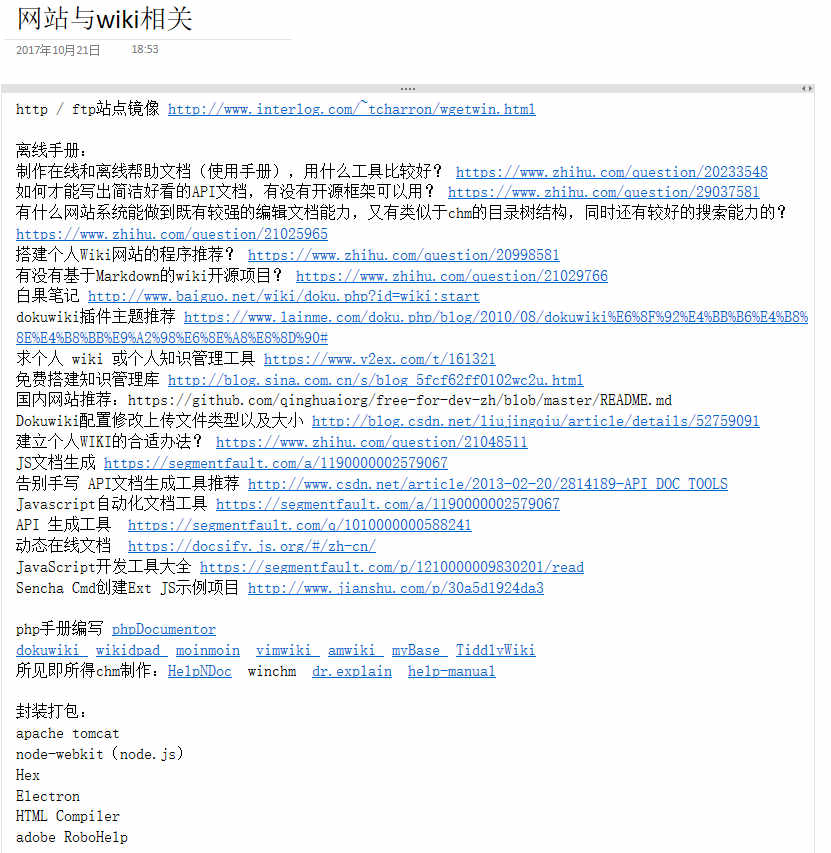 网站与wiki相关
2017年10月21日 18:53
http / ftp站点镜像 http://www.interlog.com/~tcharron/wgetwin.html
离线手册：
制作在线和离线帮助文档（使用手册），用什么工具比较好？ https://www.zhihu.com/question/20233548
如何才能写出简洁好看的API文档，有没有开源框架可以用？ https://www.zhihu.com/question/29037581
有什么网站系统能做到既有较强的编辑文档能力，又有类似于chm的目录树结构，同时还有较好的搜索能力的？
https://www.zhihu.com/question/21025965
搭建个人Wiki网站的程序推荐？ https://www.zhihu.com/question/20998581
有没有基于Markdown的wiki开源项目？ https://www.zhihu.com/question/21029766
白果笔记 http://www.baiguo.net/wiki/doku.php?id=wiki:start
dokuwiki插件主题推荐 https://www.lainme.com/doku.php/blog/2010/08/dokuwiki%E6%8F%92%E4%BB%B6%E4%B8%
8E%E4%B8%BB%E9%A2%98%E6%8E%A8%E8%8D%90#
求个人 wiki 或个人知识管理工具 https://www.v2ex.com/t/161321
免费搭建知识管理库 http://blog.sina.com.cn/s/blog_5fcf62ff0102wc2u.html
国内网站推荐：https://github.com/qinghuaiorg/free-for-dev-zh/blob/master/README.md
Dokuwiki配置修改上传文件类型以及大小 http://blog.csdn.net/liujingqiu/article/details/52759091
建立个人WIKI的合适办法？ https://www.zhihu.com/question/21048511
JS文档生成 https://segmentfault.com/a/1190000002579067
告别手写 API文档生成工具推荐 http://www.csdn.net/article/2013-02-20/2814189-API_DOC_TOOLS
Javascript自动化文档工具 https://segmentfault.com/a/1190000002579067
API 生成工具 https://segmentfault.com/q/1010000000588241
动态在线文档 https://docsify.js.org/#/zh-cn/
JavaScript开发工具大全 https://segmentfault.com/p/1210000009830201/read
Sencha Cmd创建Ext JS示例项目 http://www.jianshu.com/p/30a5d1924da3
php手册编写 phpDocumentor
dokuwiki wikidpad moinmoin vimwiki amwiki myBase TiddlyWiki
所见即所得chm制作：HelpNDoc winchm dr.explain help-manual
封装打包：
apache tomcat
node-webkit（node.js）
Hex
Electron
HTML Compiler
adobe RoboHelp